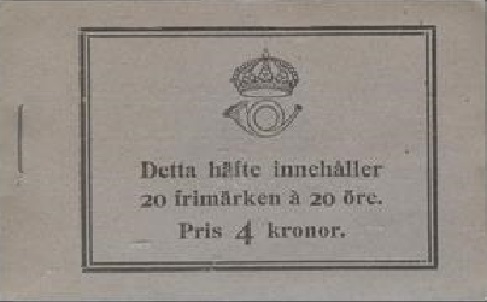 Detta häfte innehåller
20 frimärken à 20 öre.
Pris 4 kronor.